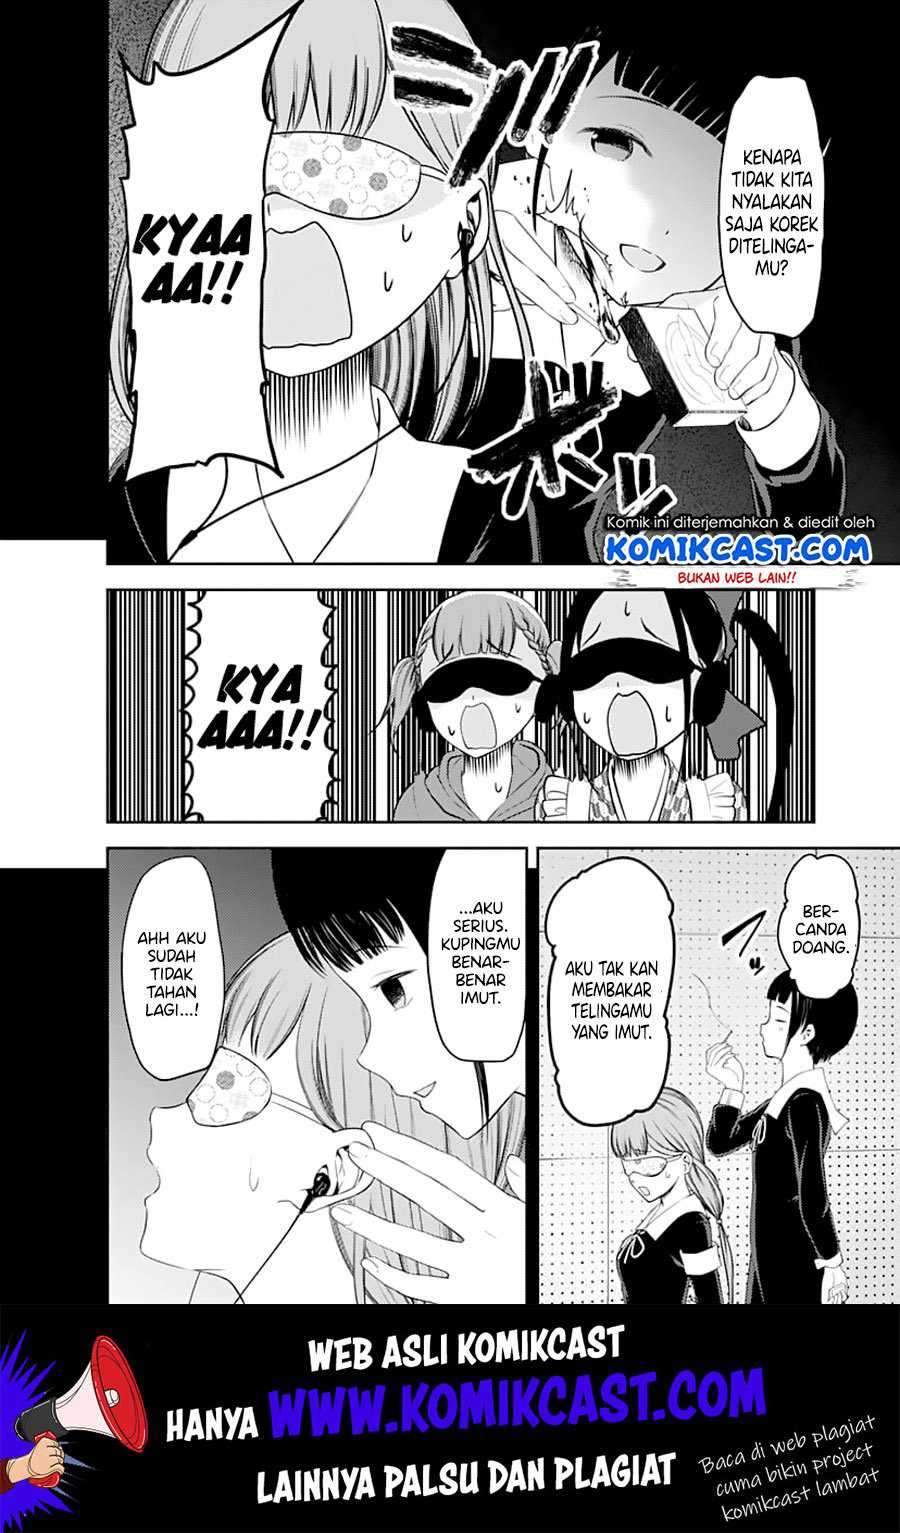 KENAPA
TIDAK KITA
NYALAKAN
SAJA KOREK
DITELINGA-
MU?
KYAA
AA!!
ボッ
Komik ini diterjemahkan & diedit oleh
KOMIKCAST.COM
BUKAN WEB LAIN!!
KYA
AAA!!
BER-
CANDA
DOANG.
AKU TAK KAN
MEMBAKAR
TELINGAMU
YANG IMUT.
...AKU
SERIUS.
KUPINGMU
BENAR-
BENAR
IMUT.
AHH AKU
SUDAH
TIDAK
TAHAN
LAGI...!
WEB ASLI KOMIKCAST
HANYA WWW.KOMIKCAST.COM
LAINNYA PALSU DAN PLAGIAT
Baca di web plagiat
cuma bikin project
komikcast lambat